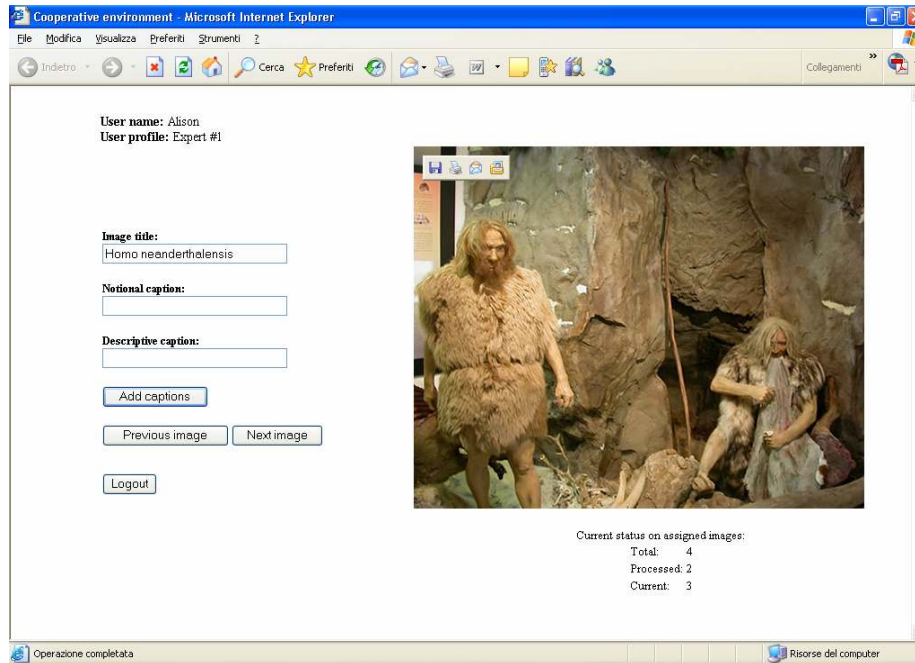 Cooperative environment - Microsoft Internet Explorer
File Modifica Visualizza Preferiti Strumenti ?
Indietro Cerca Preferiti Collegamenti »
User name: Alison
User profile: Expert #1
Image title:
Homo neanderthalensis
Notional caption:
Descriptive caption:
Add captions
Previous image Next image
Logout
Current status on assigned images:
Total: 4
Processed: 2
Current: 3
Operazione completata Risorse del computer